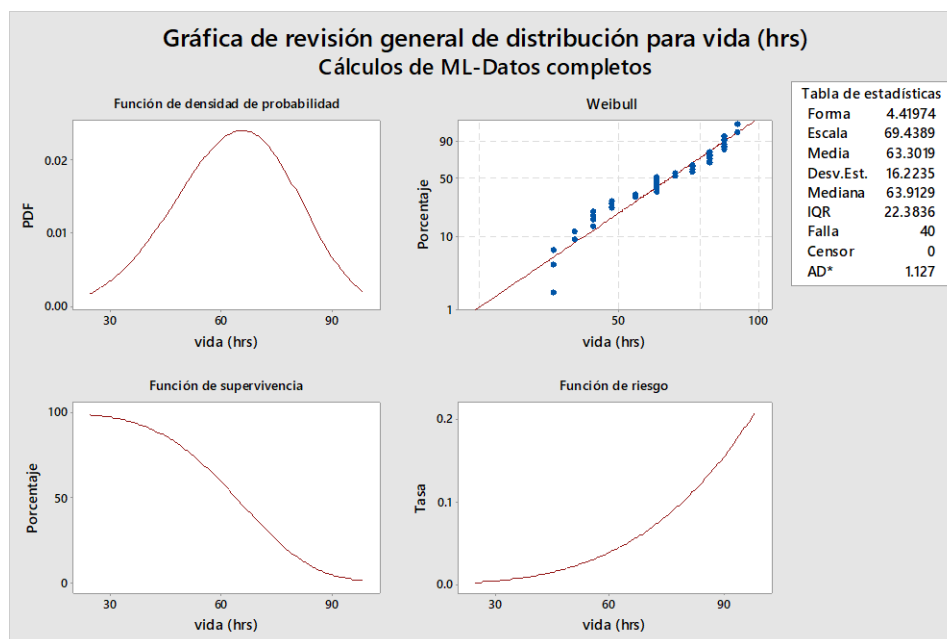 Gráfica de revisión general de distribución para vida (hrs)
Cálculos de ML-Datos completos
Función de densidad de probabilidad
PDF
0.02
0.01
0.00
30 60 90
vida (hrs)
Weibull
Porcentaje
90
50
10
1
50 100
vida (hrs)
Tabla de estadísticas
Forma 4.41974
Escala 69.4389
Media 63.3019
Desv.Est. 16.2235
Mediana 63.9129
IQR 22.3836
Falla 40
Censor 0
AD* 1.127
Función de supervivencia
Porcentaje
100
50
0
30 60 90
vida (hrs)
Función de riesgo
Tasa
0.2
0.1
0.0
30 60 90
vida (hrs)